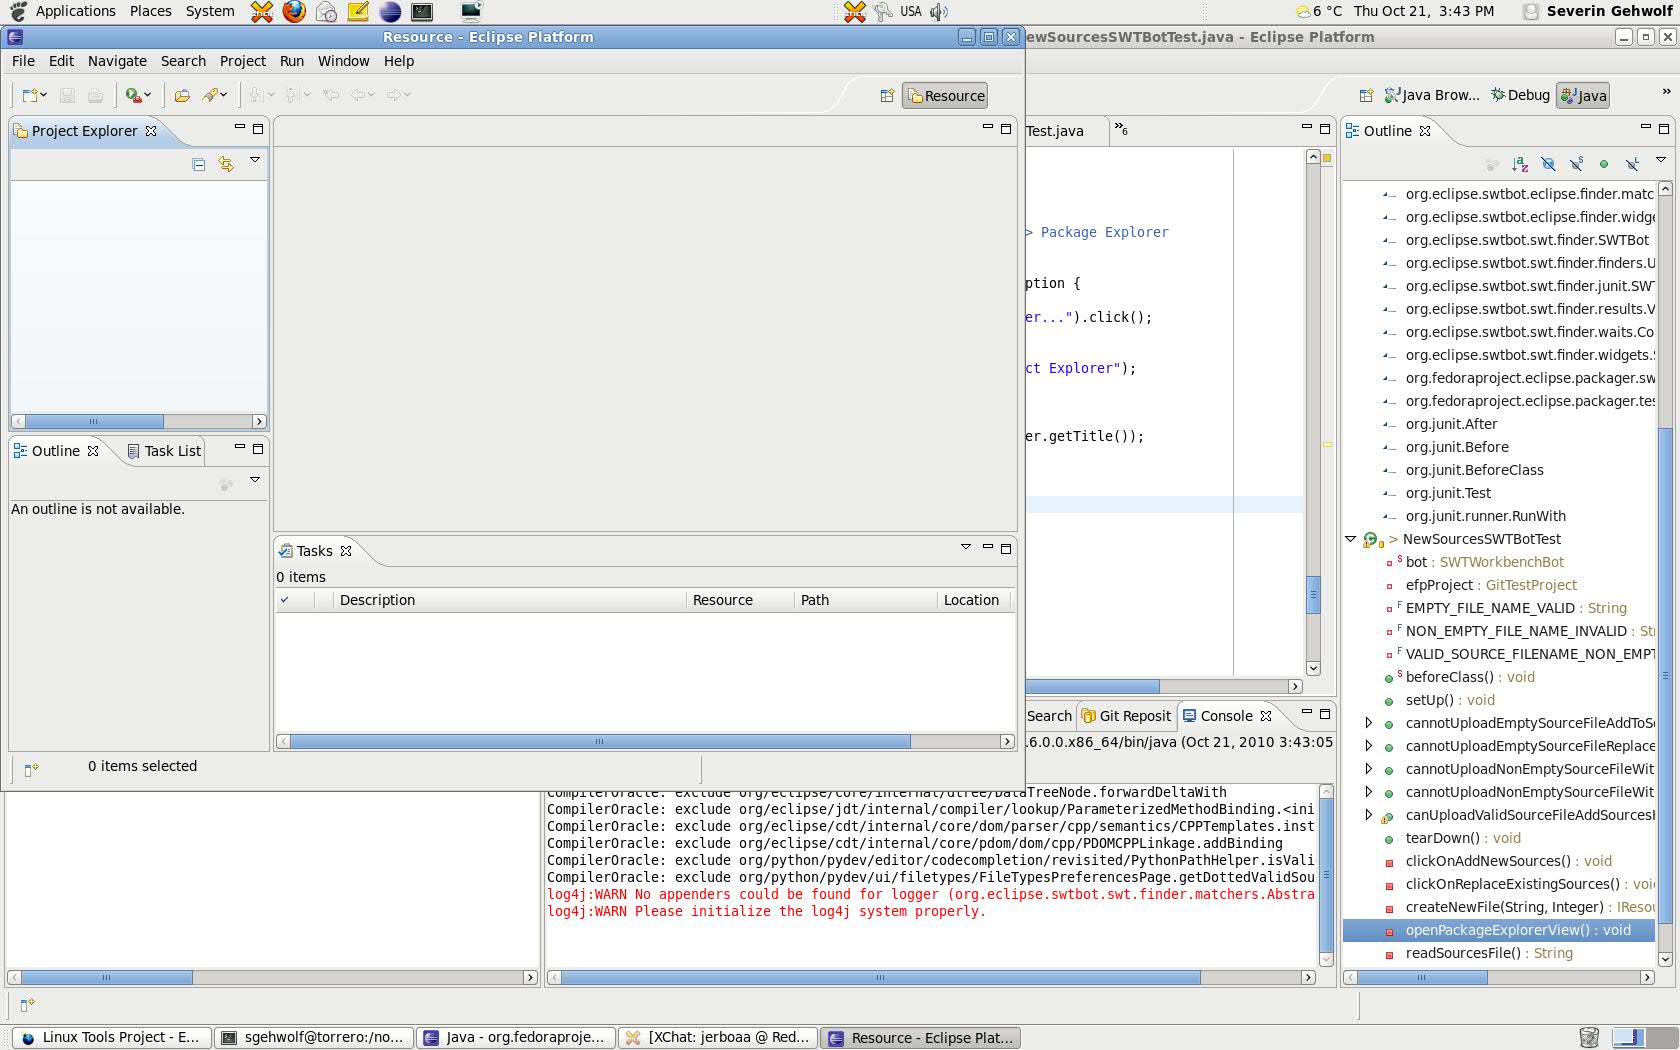 Applications Places System
USA
6 °C Thu Oct 21, 3:43 PM Severin Gehwolf
Resource - Eclipse Platform
ewSourcesSWTBotTest.java - Eclipse Platform
File Edit Navigate Search Project Run Window Help
Resource
Java Brow... Debug Java
Project Explorer
Test.java
6
Outline
> Package Explorer
ption {
er...").click();
ct Explorer");
er.getTitle());
org.eclipse.swtbot.eclipse.finder.matc
org.eclipse.swtbot.eclipse.finder.widge
org.eclipse.swtbot.swt.finder.SWTBot
org.eclipse.swtbot.swt.finder.finders.U
org.eclipse.swtbot.swt.finder.junit.SWT
org.eclipse.swtbot.swt.finder.results.V
org.eclipse.swtbot.swt.finder.waits.Co
org.eclipse.swtbot.swt.finder.widgets.
org.fedoraproject.eclipse.packager.sw
org.fedoraproject.eclipse.packager.tes
org.junit.After
org.junit.Before
org.junit.BeforeClass
org.junit.Test
org.junit.runner.RunWith
> NewSourcesSWTBotTest
bot : SWTWorkbenchBot
efpProject : GitTestProject
EMPTY_FILE_NAME_VALID : String
NON_EMPTY_FILE_NAME_INVALID : St
VALID_SOURCE_FILENAME_NON_EMPT
beforeClass() : void
setUp() : void
cannotUploadEmptySourceFileAddToS
cannotUploadEmptySourceFileReplace
cannotUploadNonEmptySourceFileWit
cannotUploadNonEmptySourceFileWit
canUploadValidSourceFileAddSources
tearDown() : void
clickOnAddNewSources() : void
clickOnReplaceExistingSources() : voi
createNewFile(String, Integer) : IResou
openPackageExplorerView() : void
readSourcesFile() : String
Outline Task List
An outline is not available.
Tasks
0 items
Description Resource Path Location
0 items selected
Search Git Reposit Console
.6.0.0.x86_64/bin/java (Oct 21, 2010 3:43:05
CompilerOracle: exclude org/eclipse/core/internal/dtree/DataTreeNode.forwardDeltaWith
CompilerOracle: exclude org/eclipse/jdt/internal/compiler/lookup/ParameterizedMethodBinding.<ini
CompilerOracle: exclude org/eclipse/cdt/internal/core/dom/parser/cpp/semantics/CPPTemplates.inst
CompilerOracle: exclude org/eclipse/cdt/internal/core/pdom/dom/cpp/PDOMCPPLinkage.addBinding
CompilerOracle: exclude org/python/pydev/editor/codecompletion/revisited/PythonPathHelper.isVali
CompilerOracle: exclude org/python/pydev/ui/filetypes/FileTypesPreferencesPage.getDottedValidSou
log4j:WARN No appenders could be found for logger (org.eclipse.swtbot.swt.finder.matchers.Abstra
log4j:WARN Please initialize the log4j system properly.
Linux Tools Project - E... sgehwolf@torrero:/no... Java - org.fedoraproje... [XChat: jerboaa @ Red... Resource - Eclipse Plat...